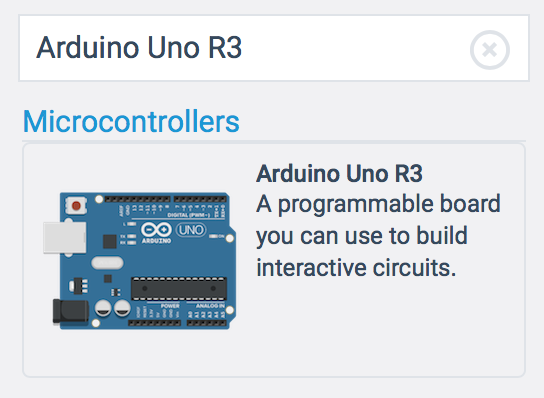 Arduino Uno R3
Microcontrollers
Arduino Uno R3
A programmable board
you can use to build
interactive circuits.
DIGITAL (PWM~)
UNO
ARDUINO
POWER
ANALOG IN